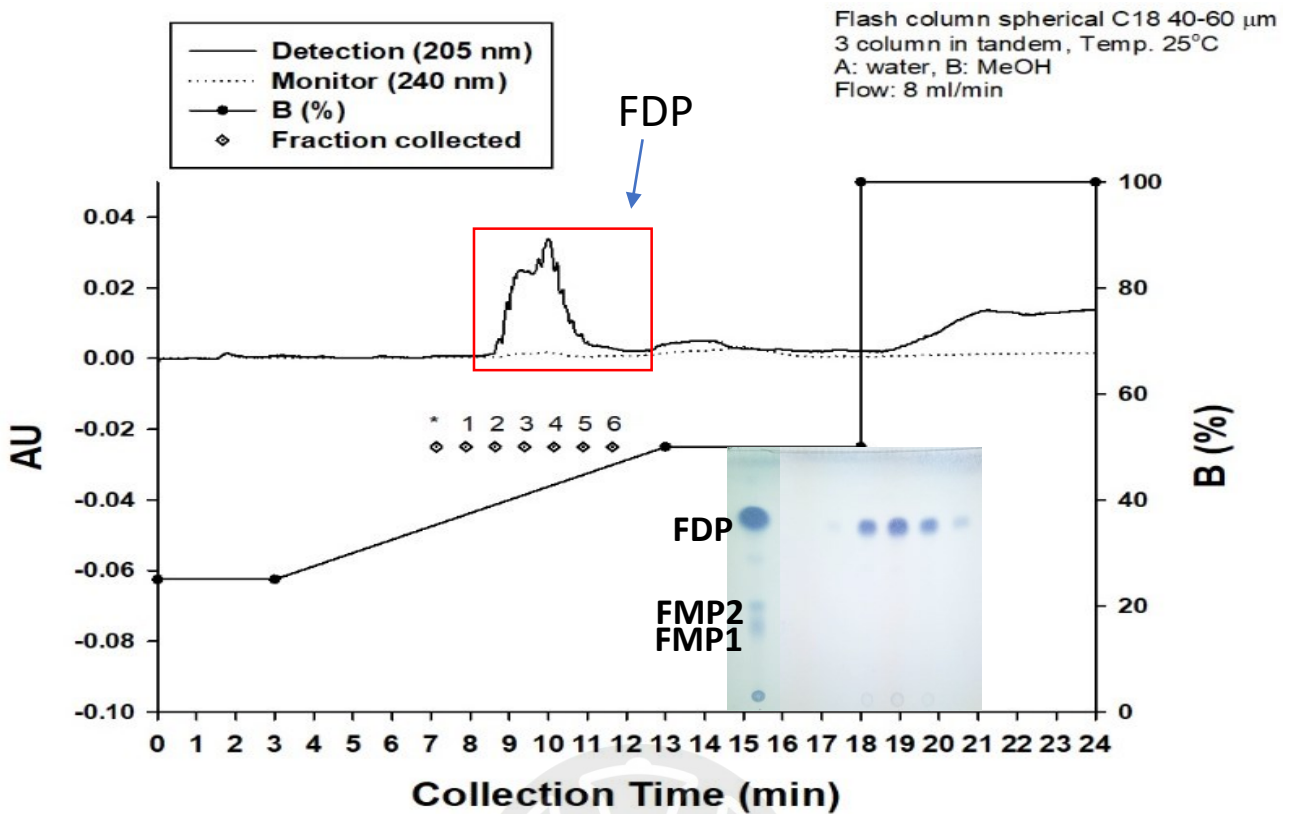 Flash column spherical C18 40-60 μm
3 column in tandem, Temp. 25°C
A: water, B: MeOH
Flow: 8 ml/min
Detection (205 nm)
Monitor (240 nm)
B (%)
Fraction collected
FDP
0.04
0.02
0.00
-0.02
-0.04
-0.06
-0.08
-0.10
AU
100
80
60
40
20
0
B (%)
* 1 2 3 4 5 6
FDP
FMP2
FMP1
0 1 2 3 4 5 6 7 8 9 10 11 12 13 14 15 16 17 18 19 20 21 22 23 24
Collection Time (min)